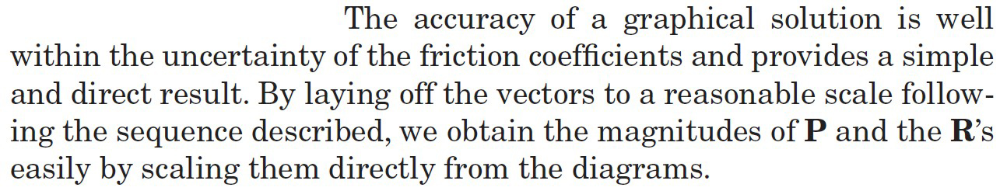 The accuracy of a graphical solution is well
within the uncertainty of the friction coefficients and provides a simple
and direct result. By laying off the vectors to a reasonable scale follow-
ing the sequence described, we obtain the magnitudes of P and the R’s
easily by scaling them directly from the diagrams.